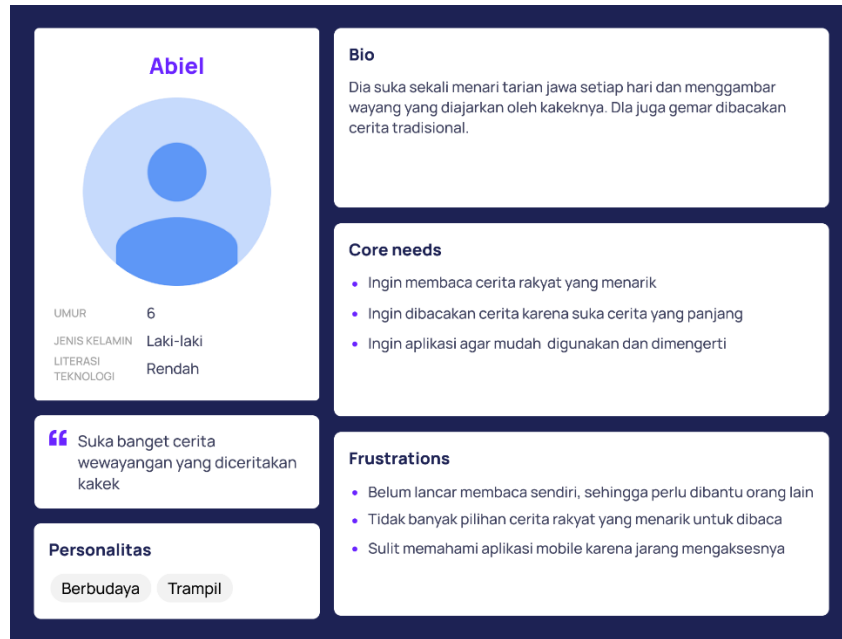 Abiel
UMUR 6
JENIS KELAMIN Laki-laki
LITERASI
TEKNOLOGI Rendah
Suka banget cerita
wewayangan yang diceritakan
kakek
Personalitas
Berbudaya Trampil
Bio
Dia suka sekali menari tarian jawa setiap hari dan menggambar
wayang yang diajarkan oleh kakeknya. DIa juga gemar dibacakan
cerita tradisional.
Core needs
• Ingin membaca cerita rakyat yang menarik
• Ingin dibacakan cerita karena suka cerita yang panjang
• Ingin aplikasi agar mudah digunakan dan dimengerti
Frustrations
• Belum lancar membaca sendiri, sehingga perlu dibantu orang lain
• Tidak banyak pilihan cerita rakyat yang menarik untuk dibaca
• Sulit memahami aplikasi mobile karena jarang mengaksesnya